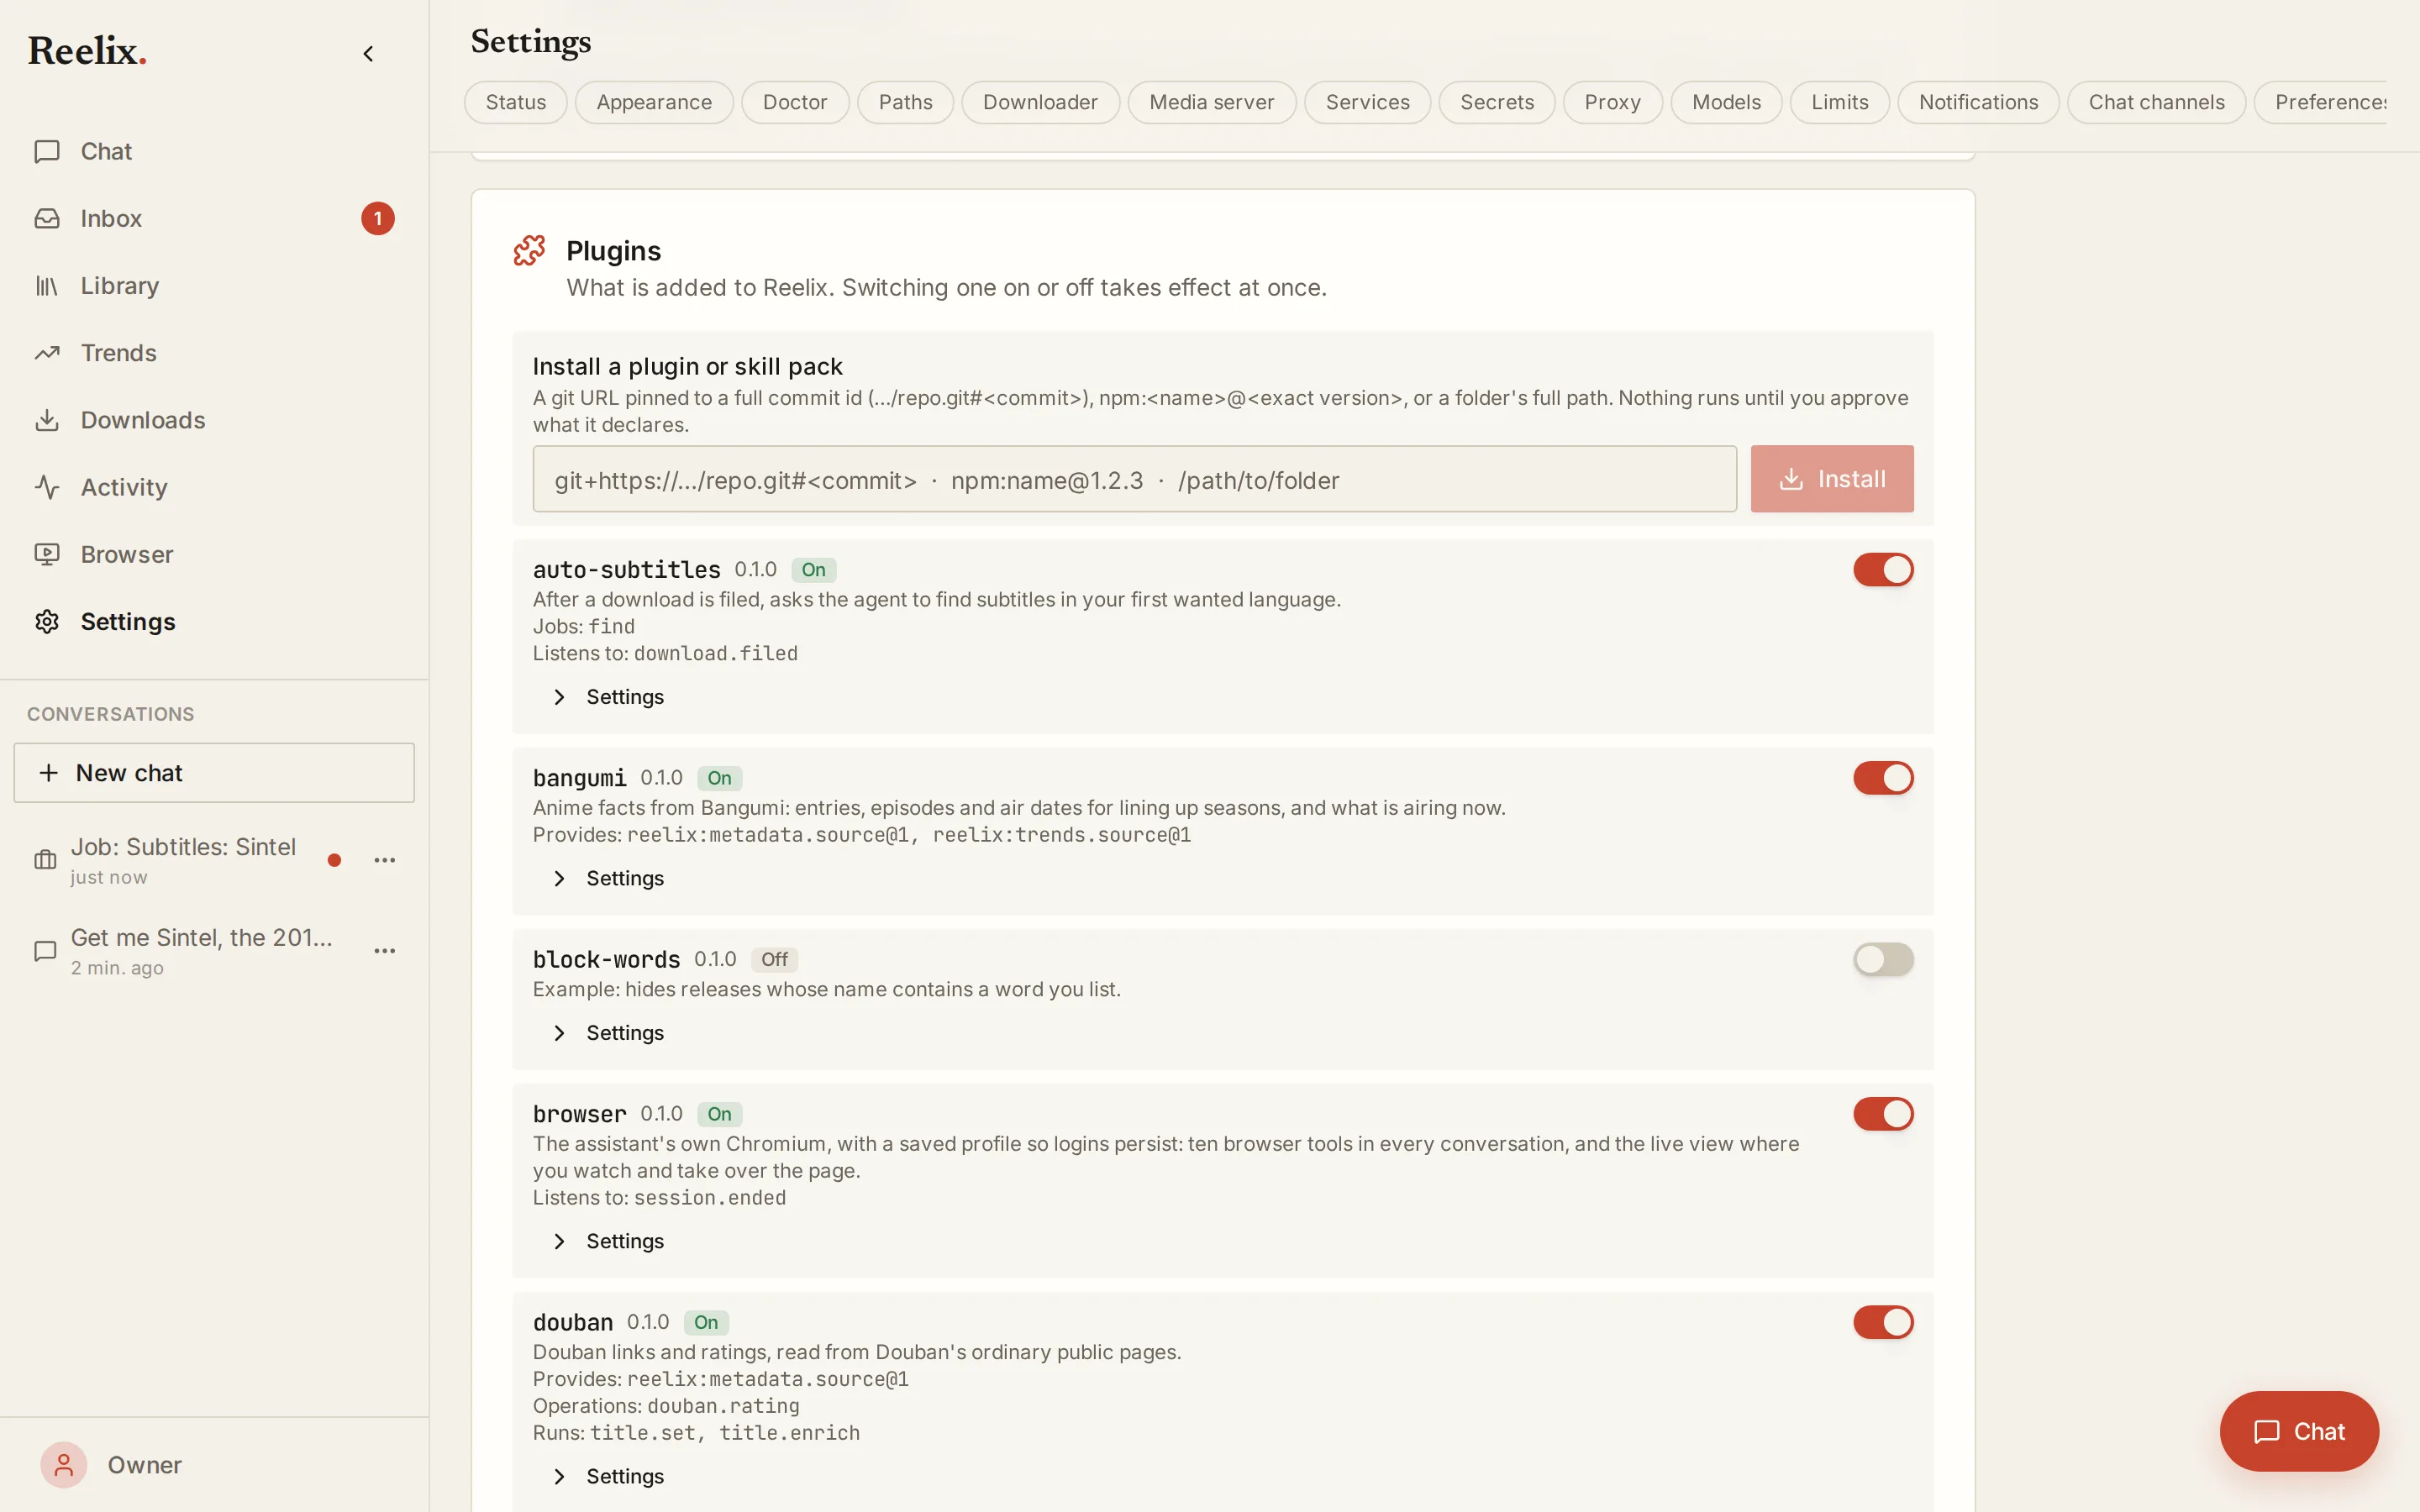 Reelix.
Chat
Inbox
1
Library
Trends
Downloads
Activity
Browser
Settings
CONVERSATIONS
New chat
Job: Subtitles: Sintel
just now
Get me Sintel, the 201...
2 min. ago
Owner
Settings
Status
Appearance
Doctor
Paths
Downloader
Media server
Services
Secrets
Proxy
Models
Limits
Notifications
Chat channels
Preferences
Plugins
What is added to Reelix. Switching one on or off takes effect at once.
Install a plugin or skill pack
A git URL pinned to a full commit id (.../repo.git#<commit>), npm:<name>@<exact version>, or a folder's full path. Nothing runs until you approve
what it declares.
git+https://.../repo.git#<commit> · npm:name@1.2.3 · /path/to/folder
Install
auto-subtitles 0.1.0 On
After a download is filed, asks the agent to find subtitles in your first wanted language.
Jobs: find
Listens to: download.filed
Settings
bangumi 0.1.0 On
Anime facts from Bangumi: entries, episodes and air dates for lining up seasons, and what is airing now.
Provides: reelix:metadata.source@1, reelix:trends.source@1
Settings
block-words 0.1.0 Off
Example: hides releases whose name contains a word you list.
Settings
browser 0.1.0 On
The assistant's own Chromium, with a saved profile so logins persist: ten browser tools in every conversation, and the live view where
you watch and take over the page.
Listens to: session.ended
Settings
douban 0.1.0 On
Douban links and ratings, read from Douban's ordinary public pages.
Provides: reelix:metadata.source@1
Operations: douban.rating
Runs: title.set, title.enrich
Settings
Chat